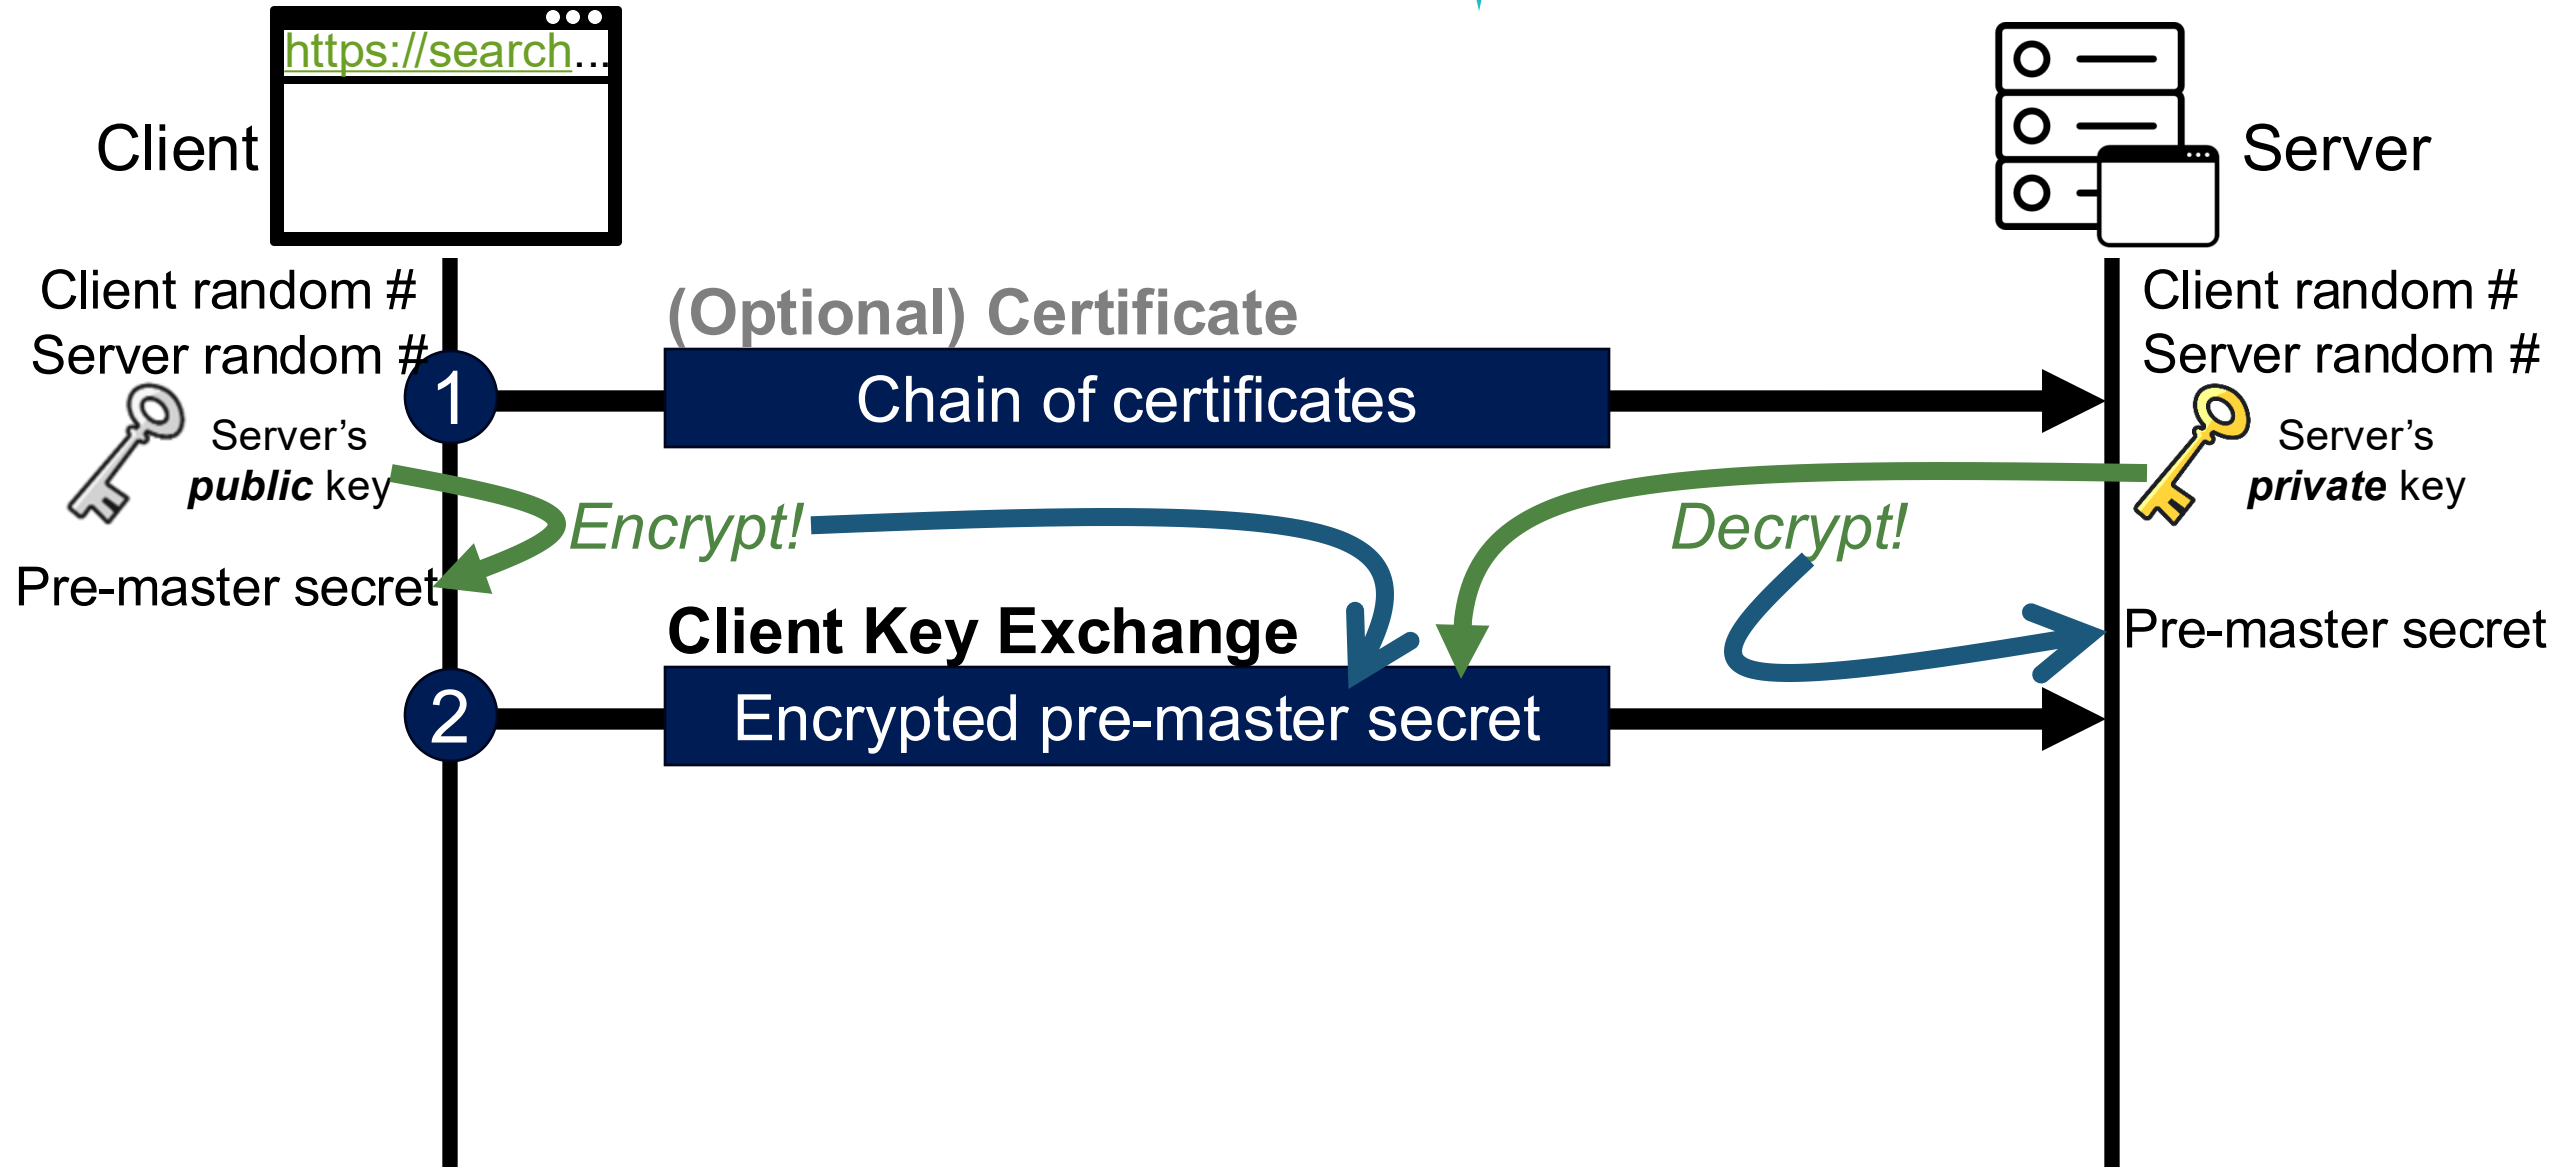 https://search...
Client
Server
Client random #
Server random #
Server's
public key
Pre-master secret
(Optional) Certificate
1
Chain of certificates
Encrypt!
Decrypt!
Client Key Exchange
2
Encrypted pre-master secret
Client random #
Server random #
Server's
private key
Pre-master secret